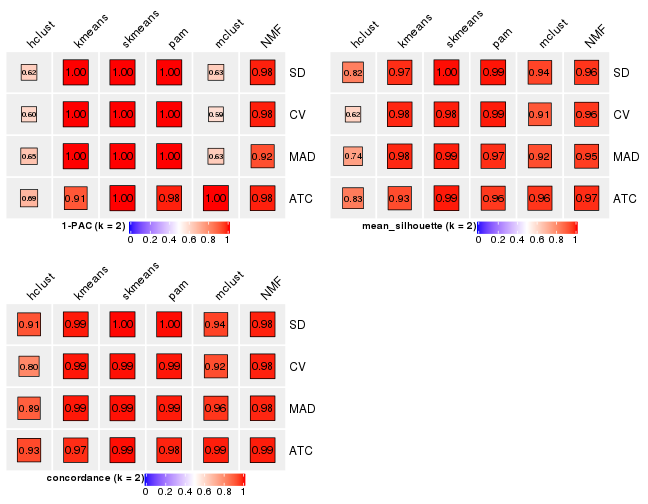 hclust kmeans skmeans pam mclust NMF
0.62 1.00 1.00 1.00 0.63 0.98 SD
0.60 1.00 1.00 1.00 0.59 0.98 CV
0.65 1.00 1.00 1.00 0.63 0.92 MAD
0.69 0.91 1.00 0.98 1.00 0.98 ATC
1-PAC (k = 2)
0 0.2 0.4 0.6 0.8 1
hclust kmeans skmeans pam mclust NMF
0.82 0.97 1.00 0.99 0.94 0.96 SD
0.62 0.98 0.98 0.99 0.91 0.96 CV
0.74 0.98 0.99 0.97 0.92 0.95 MAD
0.83 0.93 0.99 0.96 0.96 0.97 ATC
mean_silhouette (k = 2)
0 0.2 0.4 0.6 0.8 1
hclust kmeans skmeans pam mclust NMF
0.91 0.99 1.00 1.00 0.94 0.98 SD
0.80 0.99 0.99 0.99 0.92 0.98 CV
0.89 0.99 0.99 0.99 0.96 0.98 MAD
0.93 0.97 0.99 0.98 0.99 0.99 ATC
concordance (k = 2)
0 0.2 0.4 0.6 0.8 1